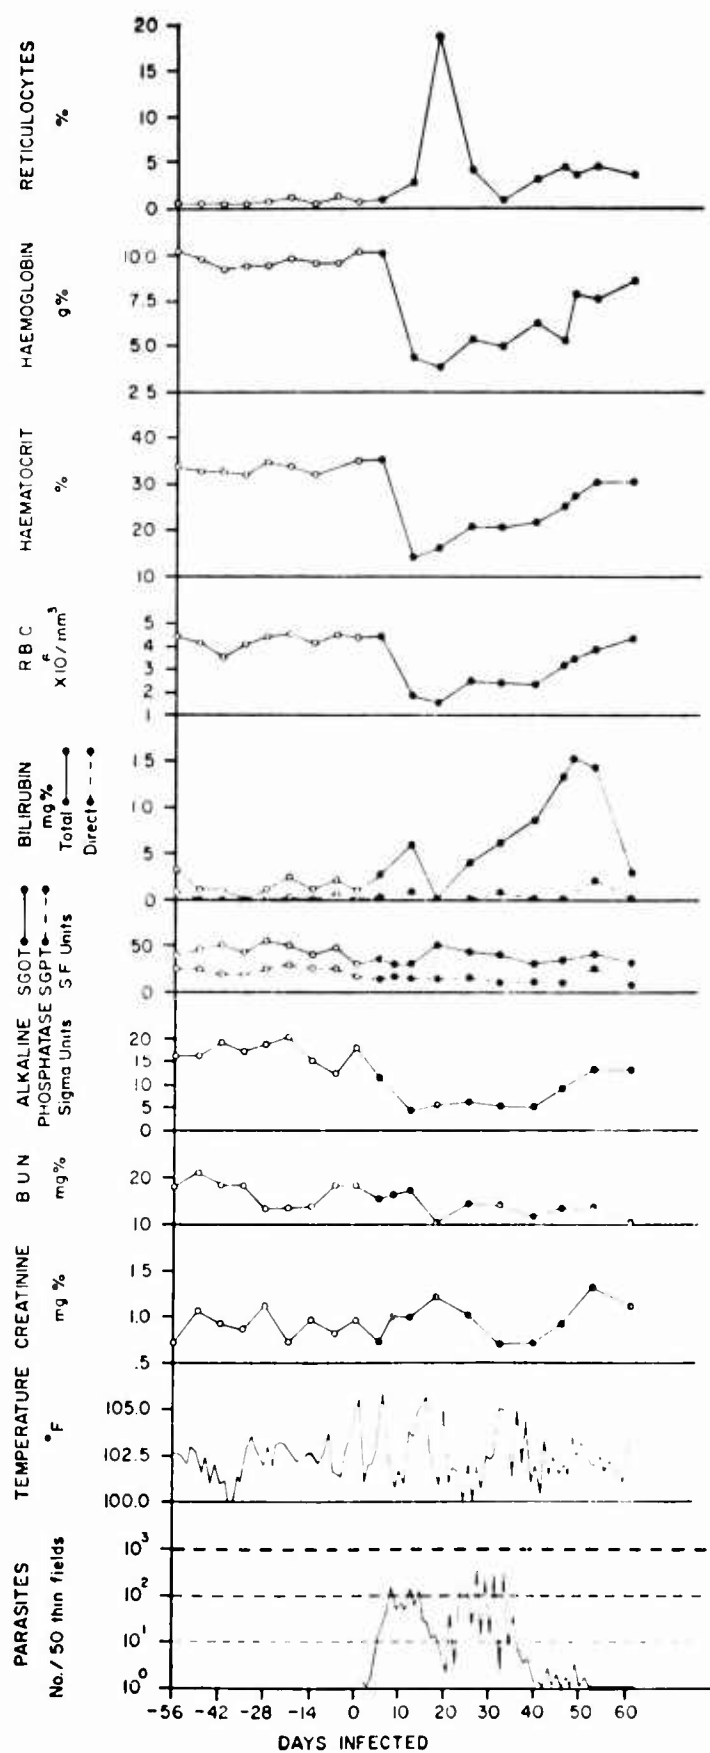 RETICULOCYTES
%
20
15
10
5
0
HAEMOGLOBIN
g%
10.0
7.5
5.0
2.5
HAEMATOCRIT
%
40
30
20
10
RBC
X10⁶/mm³
5
4
3
2
1
BILIRUBIN
mg%
Total
Direct
1.5
1.0
.5
0
SGOT
SGPT
SF Units
50
0
ALKALINE
PHOSPHATASE
Sigma Units
20
15
10
5
0
BUN
mg%
20
10
CREATININE
mg%
1.5
1.0
.5
TEMPERATURE
°F
105.0
102.5
100.0
PARASITES
No./50 thin fields
10³
10²
10¹
10⁰
-56 -42 -28 -14 0 10 20 30 40 50 60
DAYS INFECTED